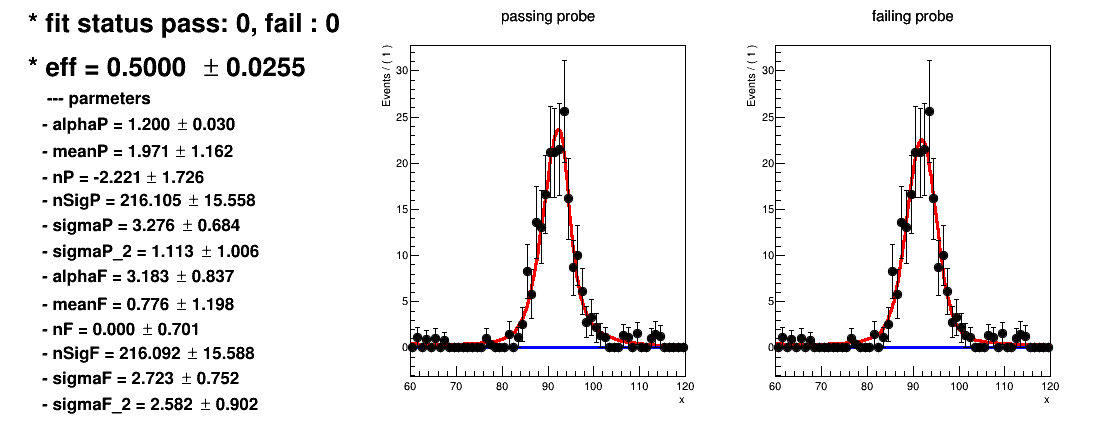 * fit status pass: 0, fail : 0
* eff = 0.5000 ± 0.0255
--- parmeters
- alphaP = 1.200 ± 0.030
- meanP = 1.971 ± 1.162
- nP = -2.221 ± 1.726
- nSigP = 216.105 ± 15.558
- sigmaP = 3.276 ± 0.684
- sigmaP_2 = 1.113 ± 1.006
- alphaF = 3.183 ± 0.837
- meanF = 0.776 ± 1.198
- nF = 0.000 ± 0.701
- nSigF = 216.092 ± 15.588
- sigmaF = 2.723 ± 0.752
- sigmaF_2 = 2.582 ± 0.902
passing probe
Events / ( 1 )
30
25
20
15
10
5
0
60 70 80 90 100 110 120
x
failing probe
Events / ( 1 )
30
25
20
15
10
5
0
60 70 80 90 100 110 120
x